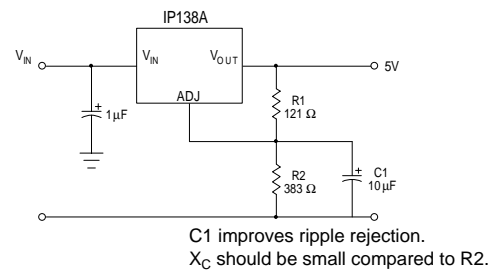 IP138A
V_IN
V_IN
V_OUT
5V
ADJ
+
1µF
R1
121 Ω
R2
383 Ω
+
C1
10µF
C1 improves ripple rejection.
X_C should be small compared to R2.